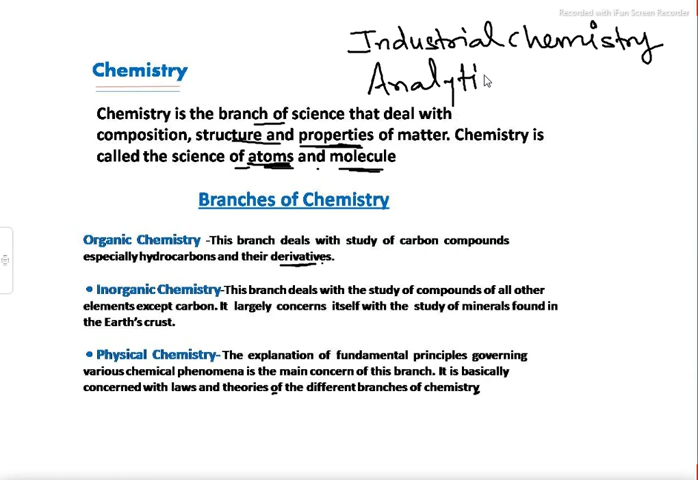 Recorded with iFun Screen Recorder
Industrial chemistry
Analyti
Chemistry
Chemistry is the branch of science that deal with
composition, structure and properties of matter. Chemistry is
called the science of atoms and molecule
Branches of Chemistry
Organic Chemistry -This branch deals with study of carbon compounds
especially hydrocarbons and their derivatives.
• Inorganic Chemistry-This branch deals with the study of compounds of all other
elements except carbon. It largely concerns itself with the study of minerals found in
the Earth's crust.
• Physical Chemistry- The explanation of fundamental principles governing
various chemical phenomena is the main concern of this branch. It is basically
concerned with laws and theories of the different branches of chemistry